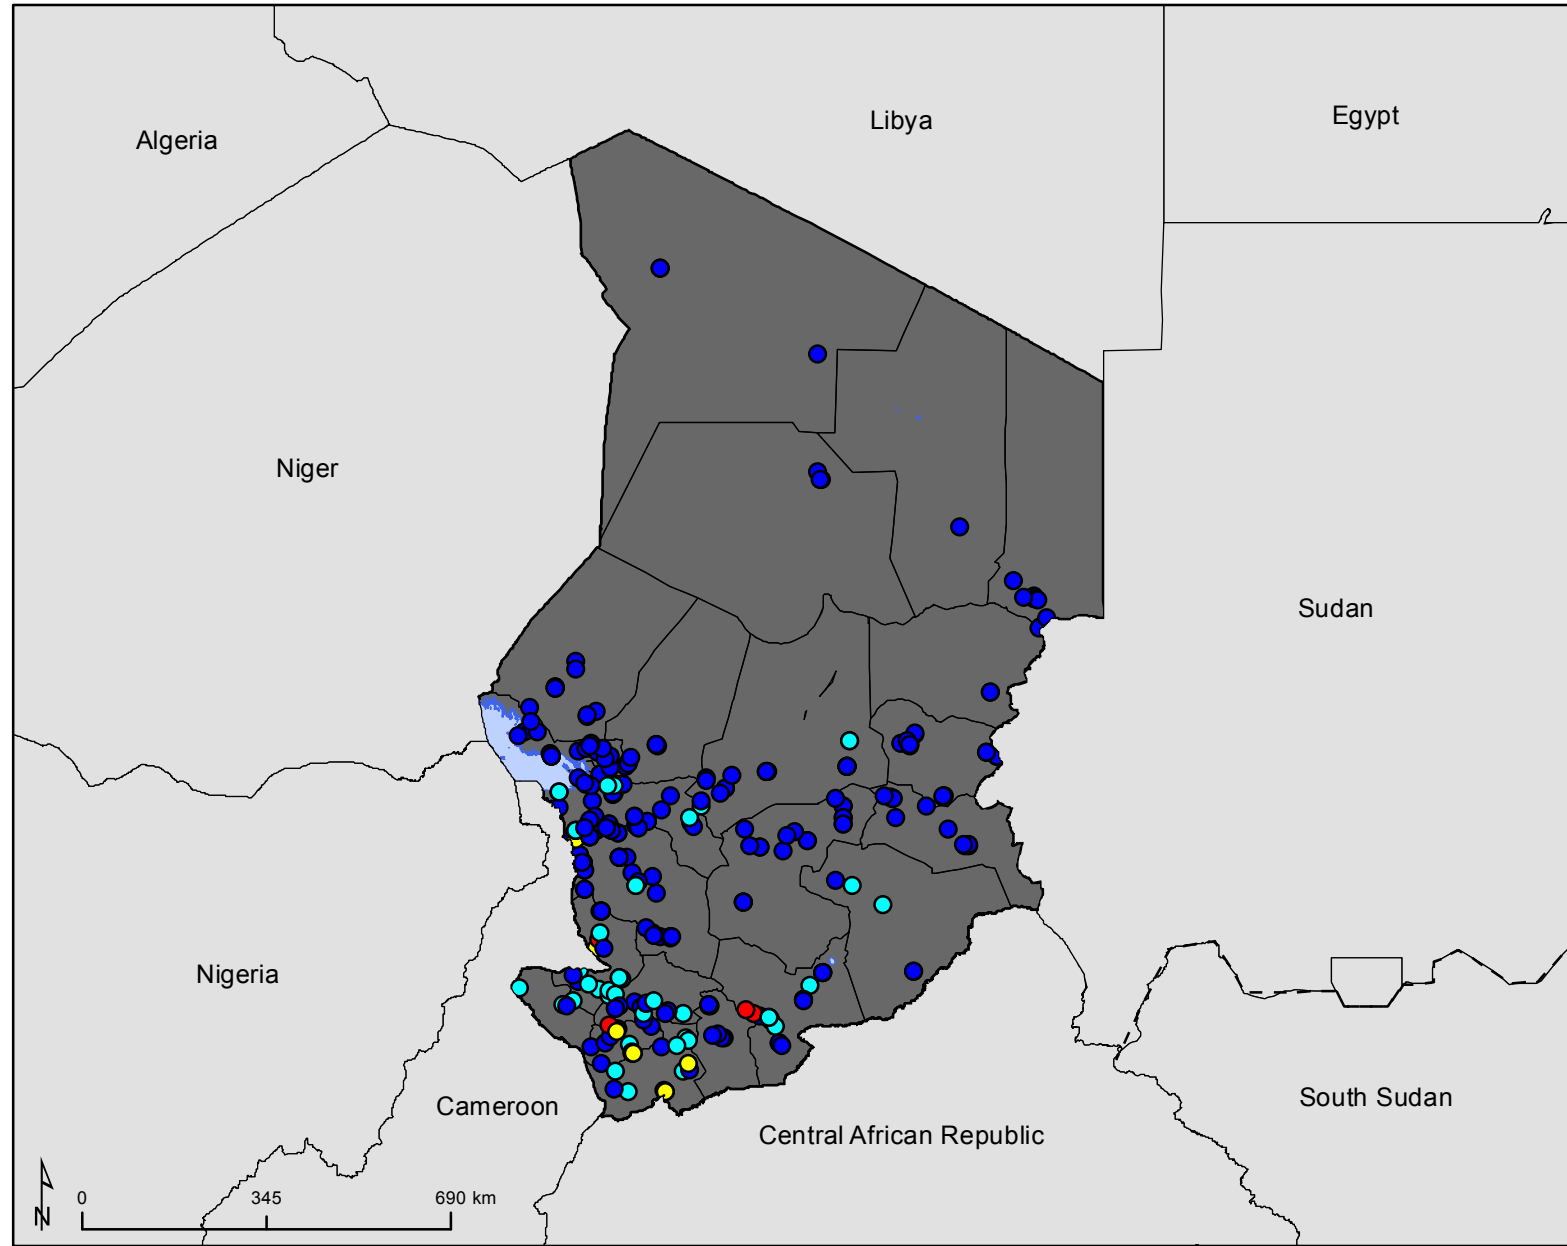 Libya
Egypt
Algeria
Niger
Sudan
Nigeria
Cameroon
South Sudan
Central African Republic
N
0 345 690 km